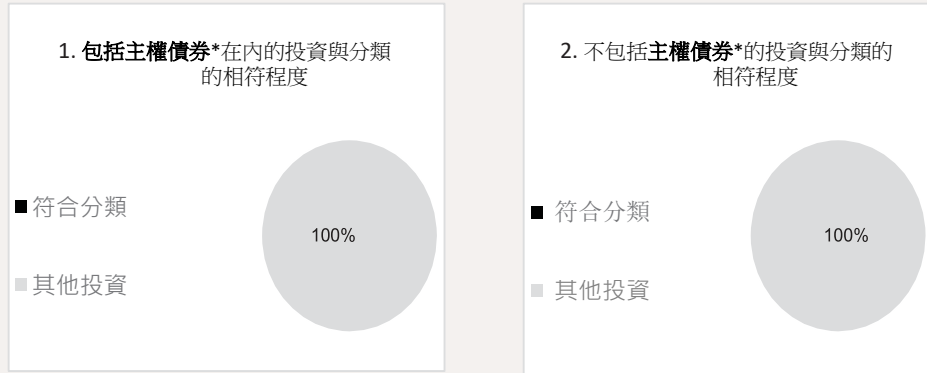 1. 包括主權債券*在內的投資與分類
的相符程度
符合分類
其他投資
100%
2. 不包括主權債券*的投資與分類的
相符程度
符合分類
其他投資
100%